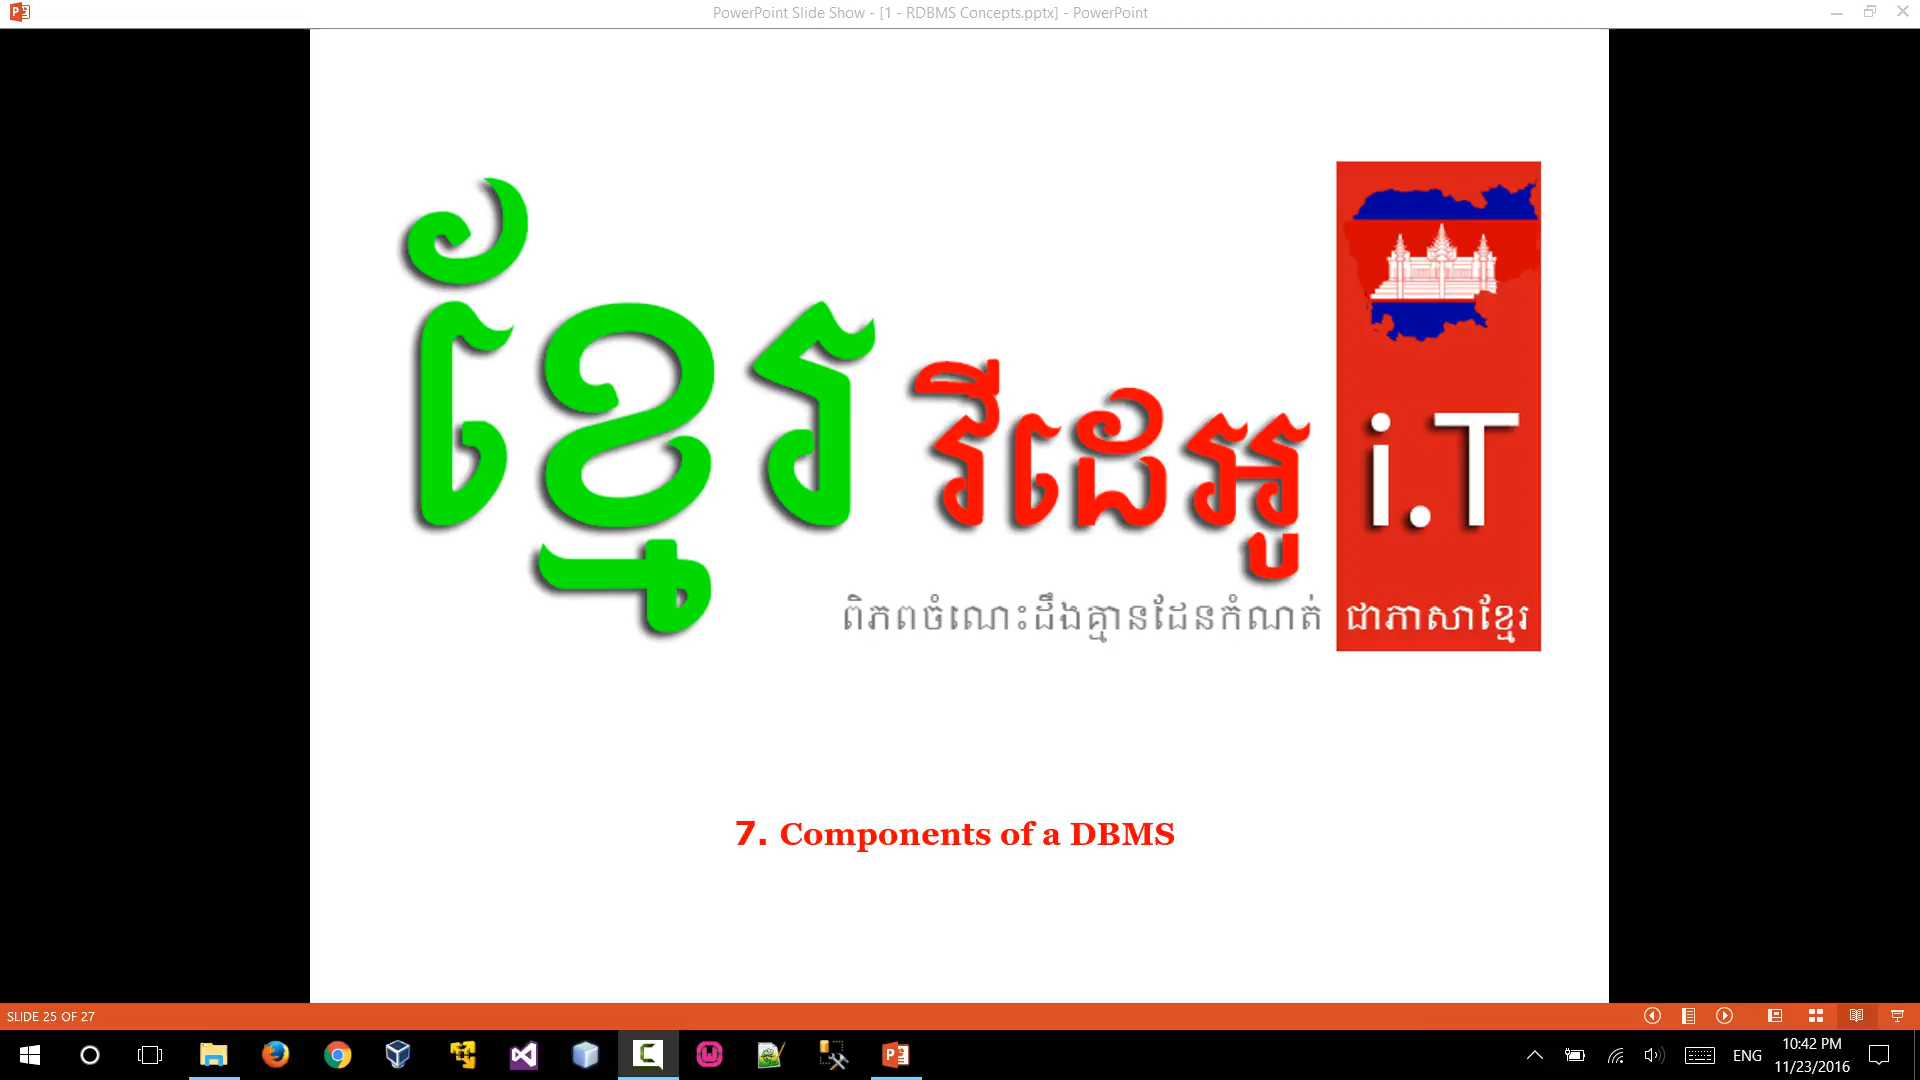 PowerPoint Slide Show - [1 - RDBMS Concepts.pptx] - PowerPoint
ខ្មែរ វីដេអូ i.T
ពិភពចំណេះដឹងគ្មានដែនកំណត់ ជាភាសាខ្មែរ
7. Components of a DBMS
SLIDE 25 OF 27
ENG
10:42 PM
11/23/2016